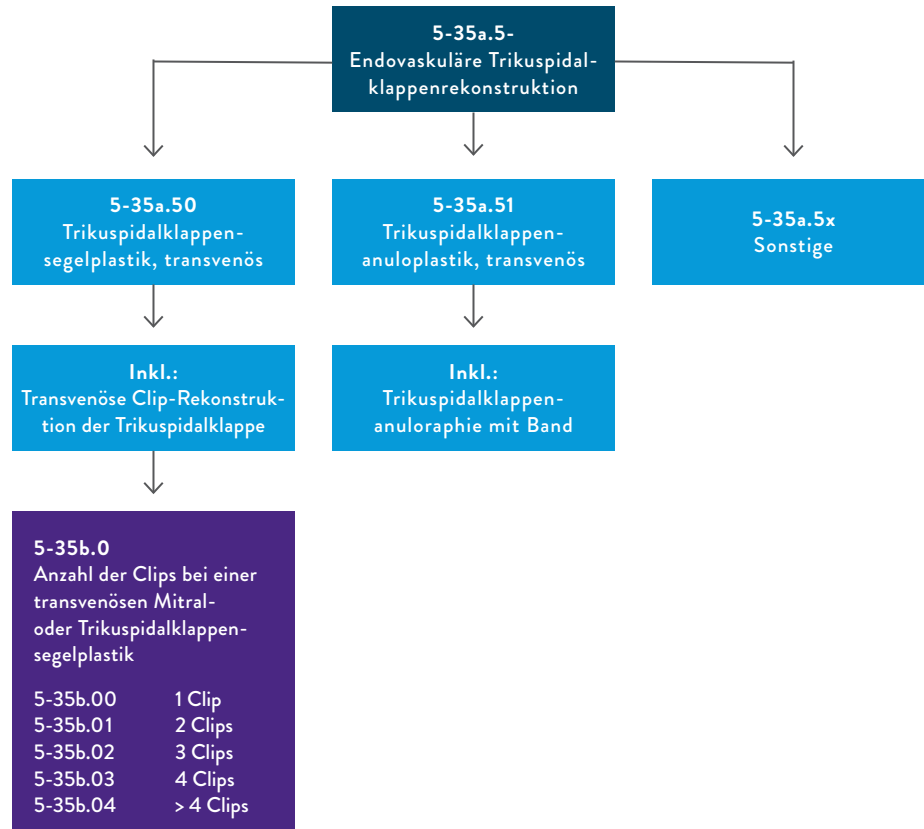 5-35a.5-
Endovaskuläre Trikuspidal-
klappenrekonstruktion
5-35a.50
Trikuspidalklappen-
segelplastik, transvenös
5-35a.51
Trikuspidalklappen-
anuloplastik, transvenös
5-35a.5x
Sonstige
Inkl.:
Transvenöse Clip-Rekonstruk-
tion der Trikuspidalklappe
Inkl.:
Trikuspidalklappen-
anuloraphie mit Band
5-35b.0
Anzahl der Clips bei einer
transvenösen Mitral-
oder Trikuspidalklappen-
segelplastik
5-35b.00 1 Clip
5-35b.01 2 Clips
5-35b.02 3 Clips
5-35b.03 4 Clips
5-35b.04 > 4 Clips